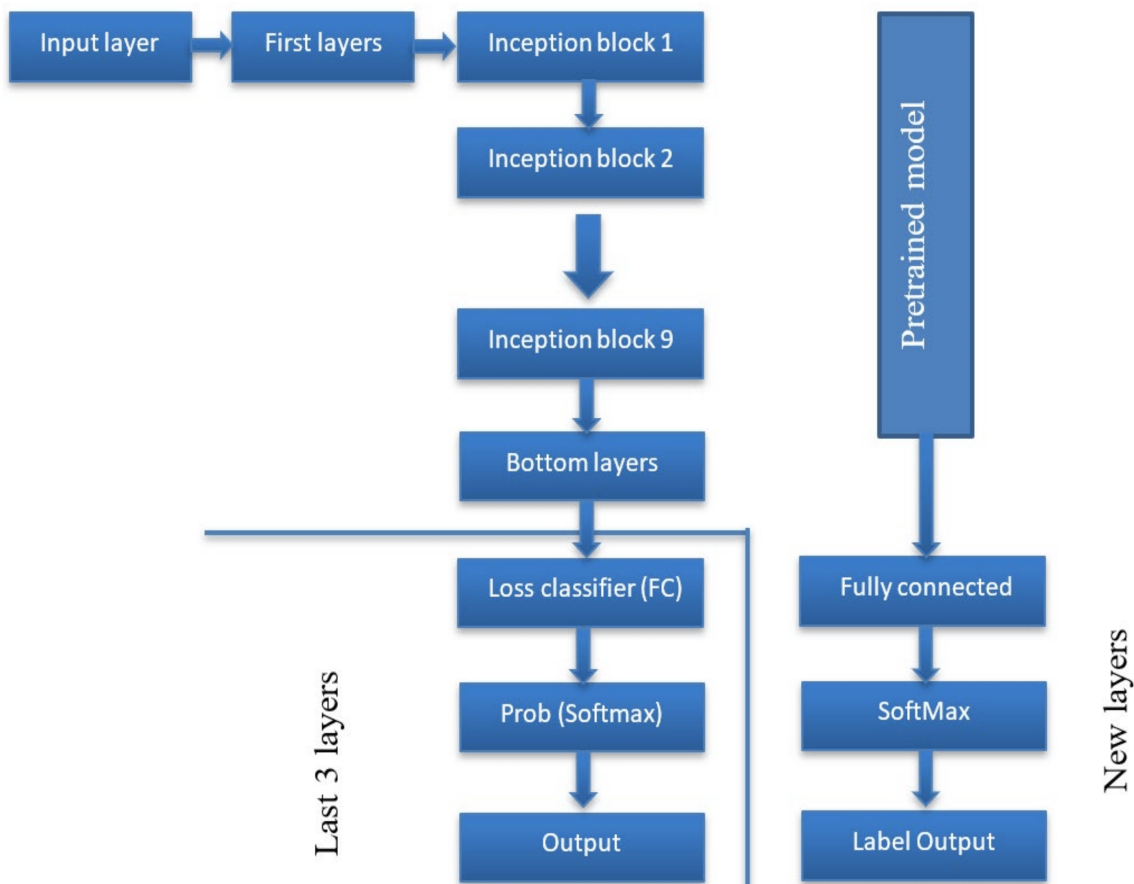 Input layer
First layers
Inception block 1
Inception block 2
Inception block 9
Bottom layers
Loss classifier (FC)
Prob (Softmax)
Output
Last 3 layers
Pretrained model
Fully connected
SoftMax
Label Output
New layers